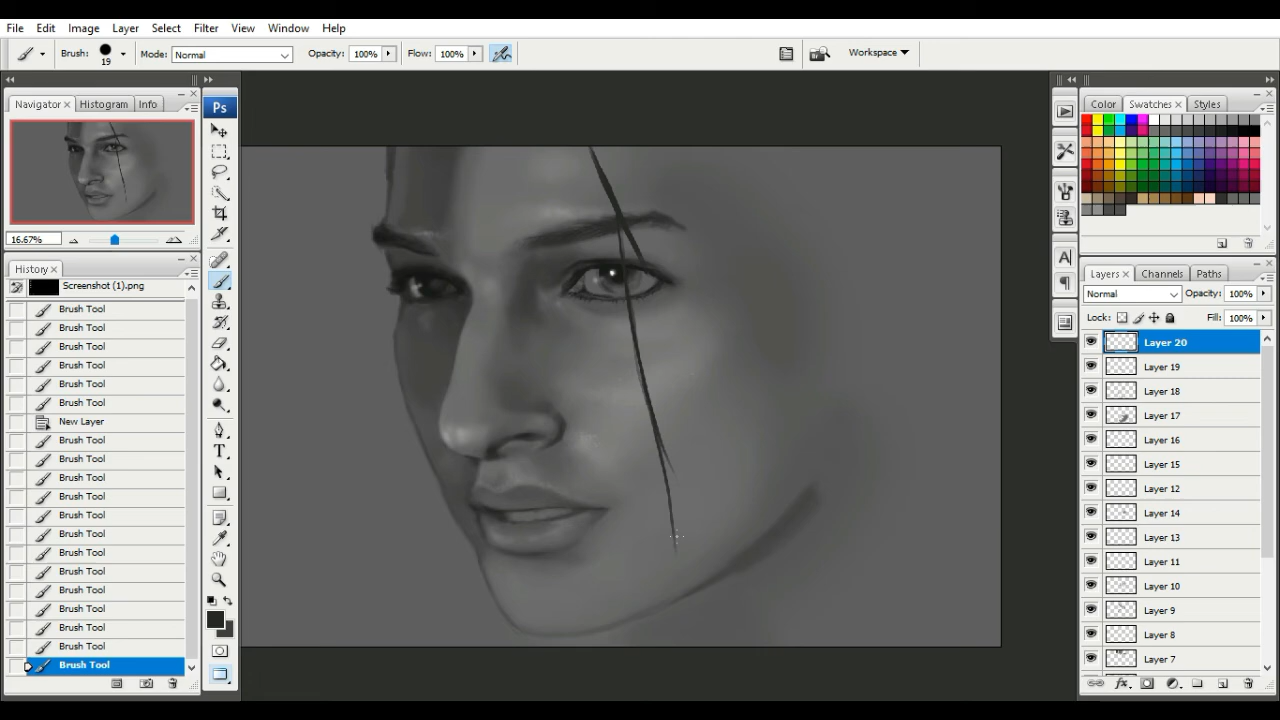 File Edit Image Layer Select Filter View Window Help
Brush: 19 Mode: Normal Opacity: 100% Flow: 100% Workspace
Navigator Histogram Info
16.67%
History
Screenshot (1).png
Brush Tool
Brush Tool
Brush Tool
Brush Tool
Brush Tool
Brush Tool
New Layer
Brush Tool
Brush Tool
Brush Tool
Brush Tool
Brush Tool
Brush Tool
Brush Tool
Brush Tool
Brush Tool
Brush Tool
Brush Tool
Brush Tool
Brush Tool
Ps
T
A
Color Swatches Styles
Layers Channels Paths
Normal Opacity: 100%
Lock: Fill: 100%
Layer 20
Layer 19
Layer 18
Layer 17
Layer 16
Layer 15
Layer 12
Layer 14
Layer 13
Layer 11
Layer 10
Layer 9
Layer 8
Layer 7
fx